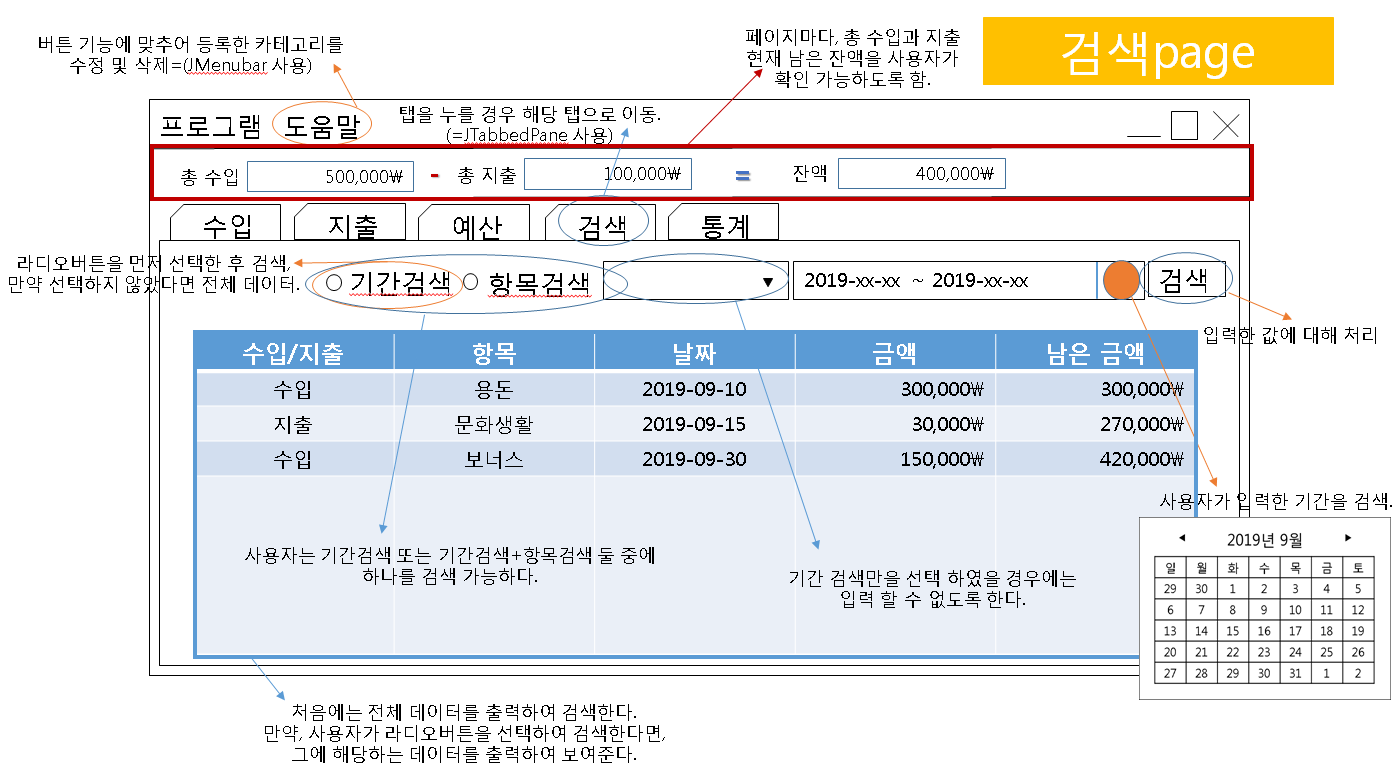 버튼 기능에 맞추어 등록한 카테고리를
수정 및 삭제=(JMenubar 사용)
페이지마다, 총 수입과 지출
현재 남은 잔액을 사용자가
확인 가능하도록 함.
검색page
프로그램 도움말
탭을 누를 경우 해당 탭으로 이동.
(=JTabbedPane 사용)
총 수입 500,000₩ - 총 지출 100,000₩ = 잔액 400,000₩
수입 지출 예산 검색 통계
라디오버튼을 먼저 선택한 후 검색,
만약 선택하지 않았다면 전체 데이터.
기간검색 항목검색 ▼ 2019-xx-xx ~ 2019-xx-xx 검색
입력한 값에 대해 처리
수입/지출 항목 날짜 금액 남은 금액
수입 용돈 2019-09-10 300,000₩ 300,000₩
지출 문화생활 2019-09-15 30,000₩ 270,000₩
수입 보너스 2019-09-30 150,000₩ 420,000₩
사용자가 입력한 기간을 검색.
사용자는 기간검색 또는 기간검색+항목검색 둘 중에
하나를 검색 가능하다.
기간 검색만을 선택 하였을 경우에는
입력 할 수 없도록 한다.
◀ 2019년 9월 ▶
일 월 화 수 목 금 토
29 30 1 2 3 4 5
6 7 8 9 10 11 12
13 14 15 16 17 18 19
20 21 22 23 24 25 26
27 28 29 30 31 1 2
처음에는 전체 데이터를 출력하여 검색한다.
만약, 사용자가 라디오버튼을 선택하여 검색한다면,
그에 해당하는 데이터를 출력하여 보여준다.